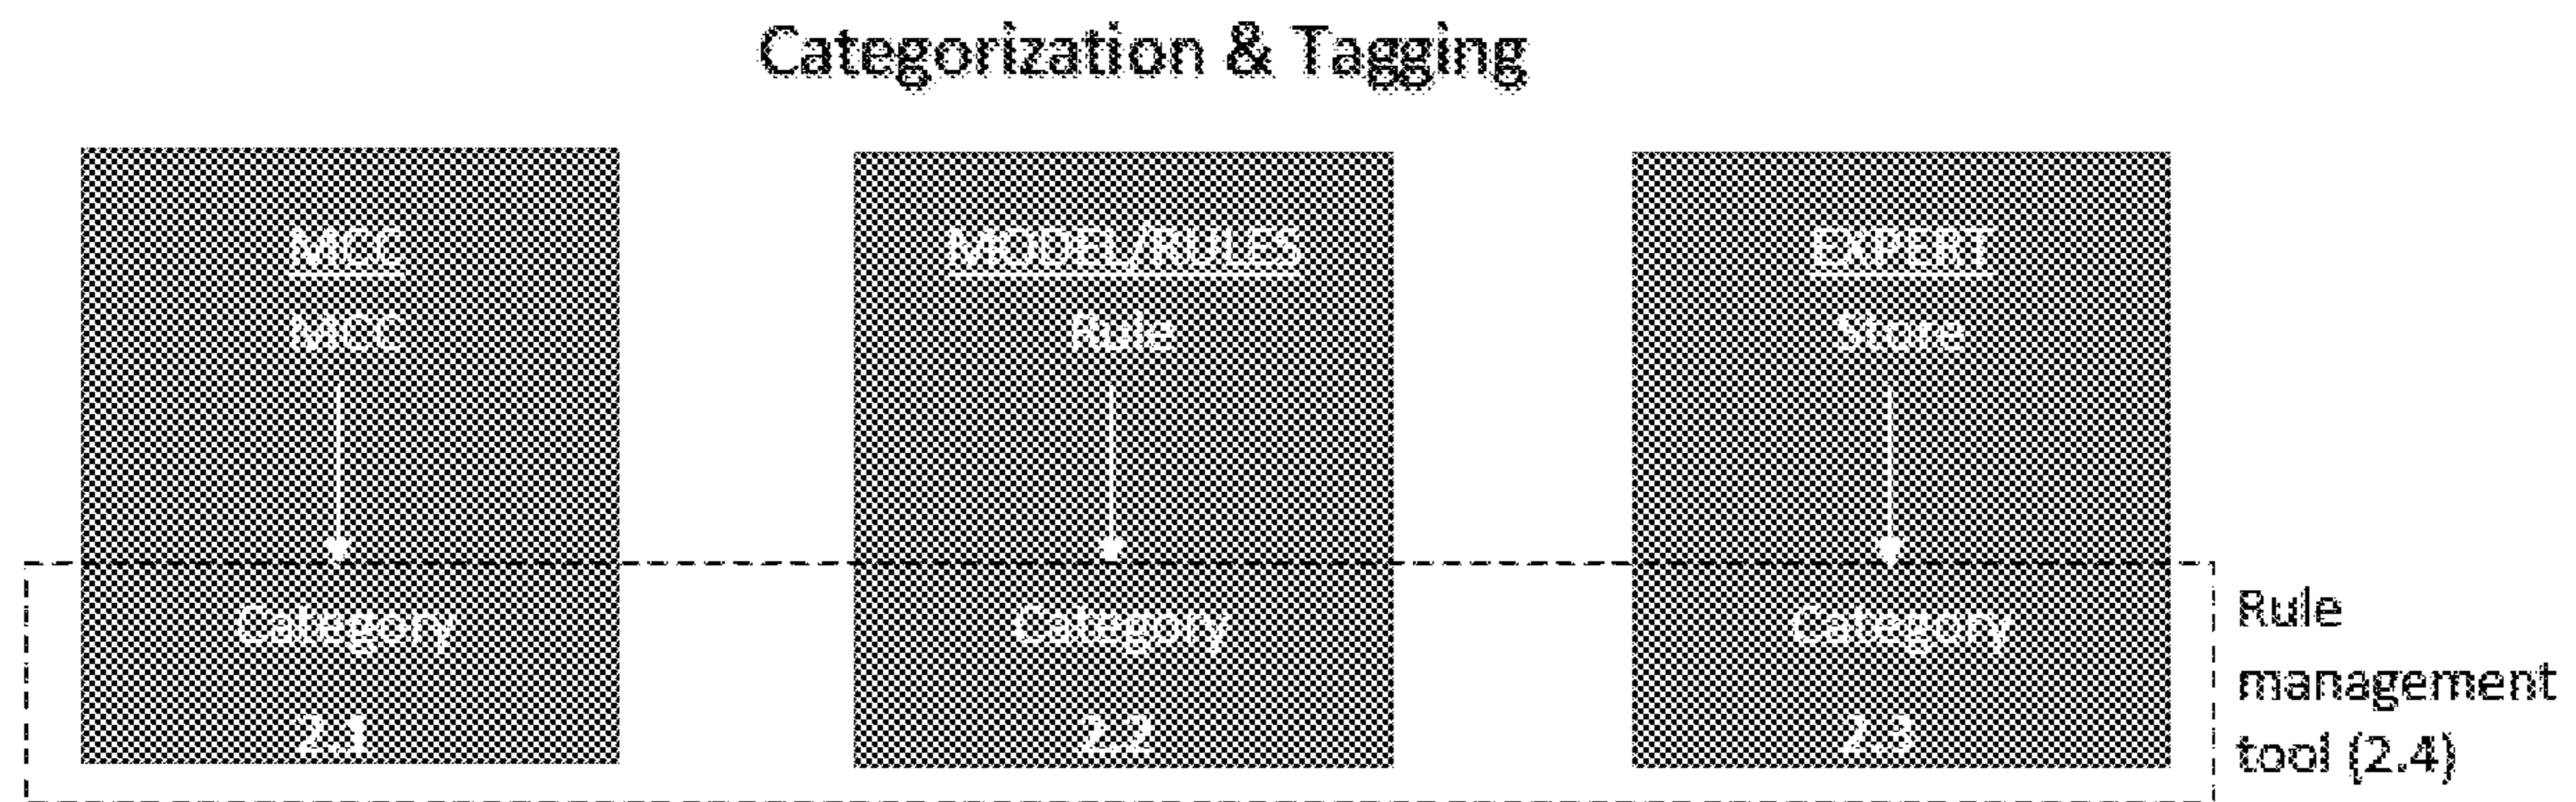 Categorization & Tagging
MCC
MCC
Category
2.1
MODEL/RULES
Rule
Category
2.2
EXPERT
Store
Category
2.3
Rule
management
tool (2.4)